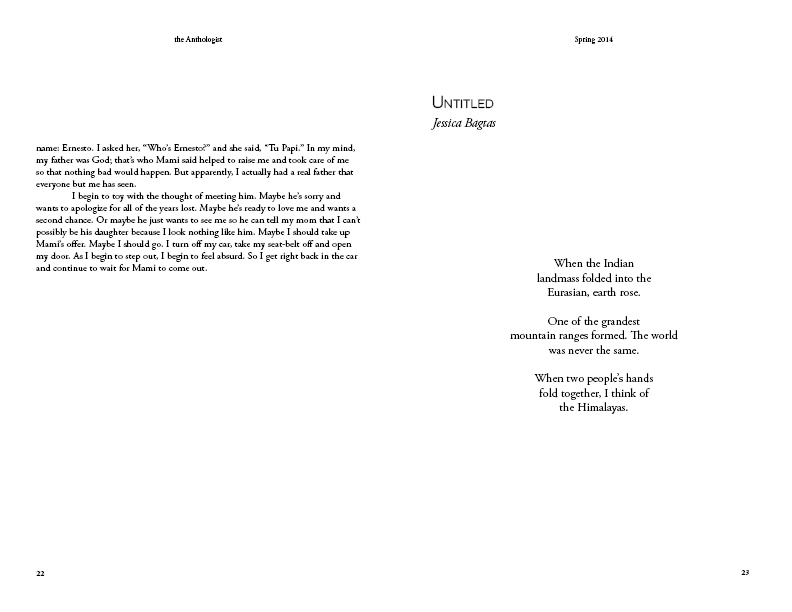 the Anthologist
name: Ernesto. I asked her, “Who’s Ernesto?” and she said, “Tu Papi.” In my mind,
my father was God; that’s who Mami said helped to raise me and took care of me
so that nothing bad would happen. But apparently, I actually had a real father that
everyone but me has seen.
I begin to toy with the thought of meeting him. Maybe he’s sorry and
wants to apologize for all of the years lost. Maybe he’s ready to love me and wants a
second chance. Or maybe he just wants to see me so he can tell my mom that I can’t
possibly be his daughter because I look nothing like him. Maybe I should take up
Mami’s offer. Maybe I should go. I turn off my car, take my seat-belt off and open
my door. As I begin to step out, I begin to feel absurd. So I get right back in the car
and continue to wait for Mami to come out.
22
Spring 2014
Untitled
Jessica Bagtas
When the Indian
landmass folded into the
Eurasian, earth rose.
One of the grandest
mountain ranges formed. The world
was never the same.
When two people’s hands
fold together, I think of
the Himalayas.
23